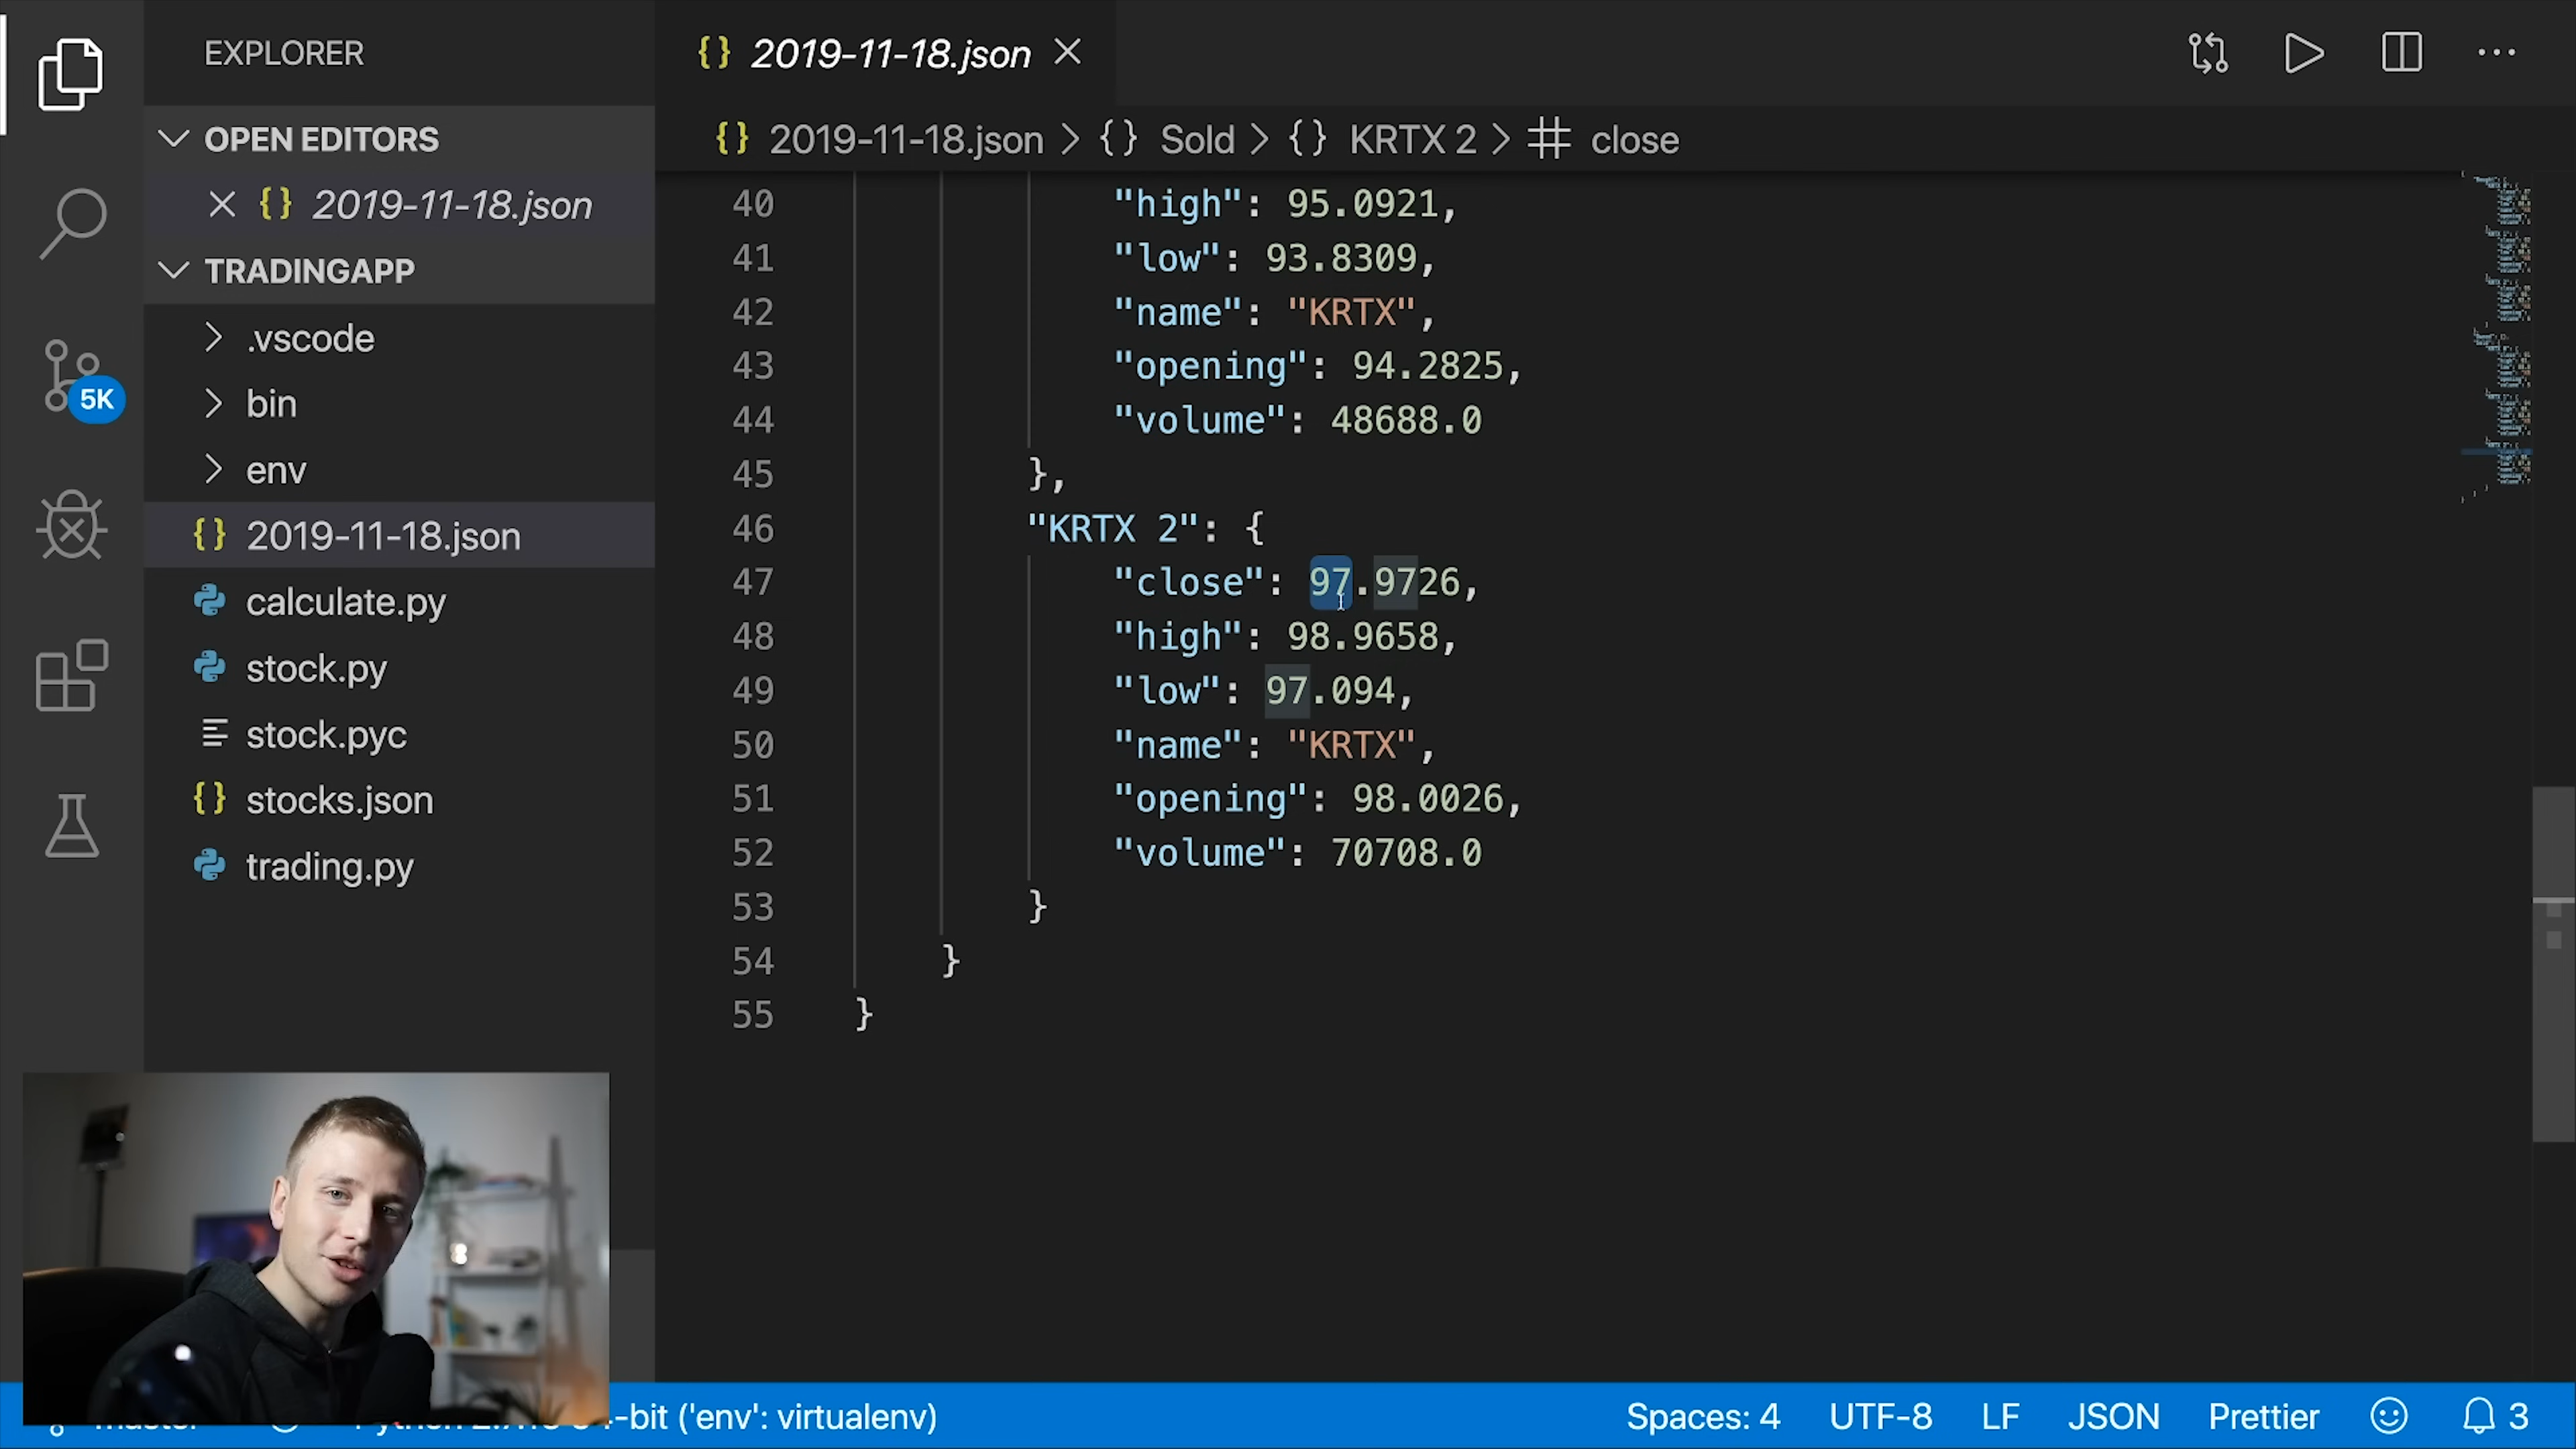 EXPLORER
OPEN EDITORS
2019-11-18.json
TRADINGAPP
.vscode
bin
env
{} 2019-11-18.json
calculate.py
stock.py
stock.pyc
{} stocks.json
trading.py
5K
{} 2019-11-18.json
{} 2019-11-18.json > {} Sold > {} KRTX 2 > # close
40 "high": 95.0921,
41 "low": 93.8309,
42 "name": "KRTX",
43 "opening": 94.2825,
44 "volume": 48688.0
45 },
46 "KRTX 2": {
47 "close": 97.9726,
48 "high": 98.9658,
49 "low": 97.094,
50 "name": "KRTX",
51 "opening": 98.0026,
52 "volume": 70708.0
53 }
54 }
55 }
-bit ('env': virtualenv)
Spaces: 4 UTF-8 LF JSON Prettier 3